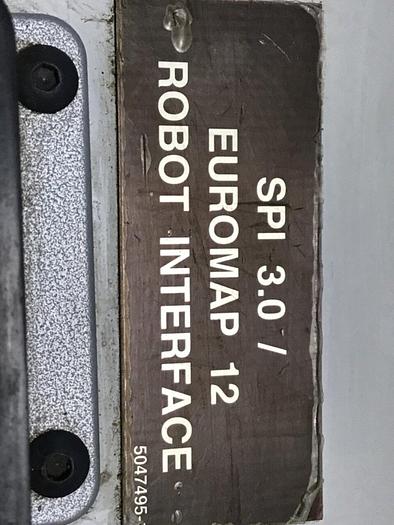 SPI 3.0 /
EUROMAP 12
ROBOT INTERFACE
5047495-